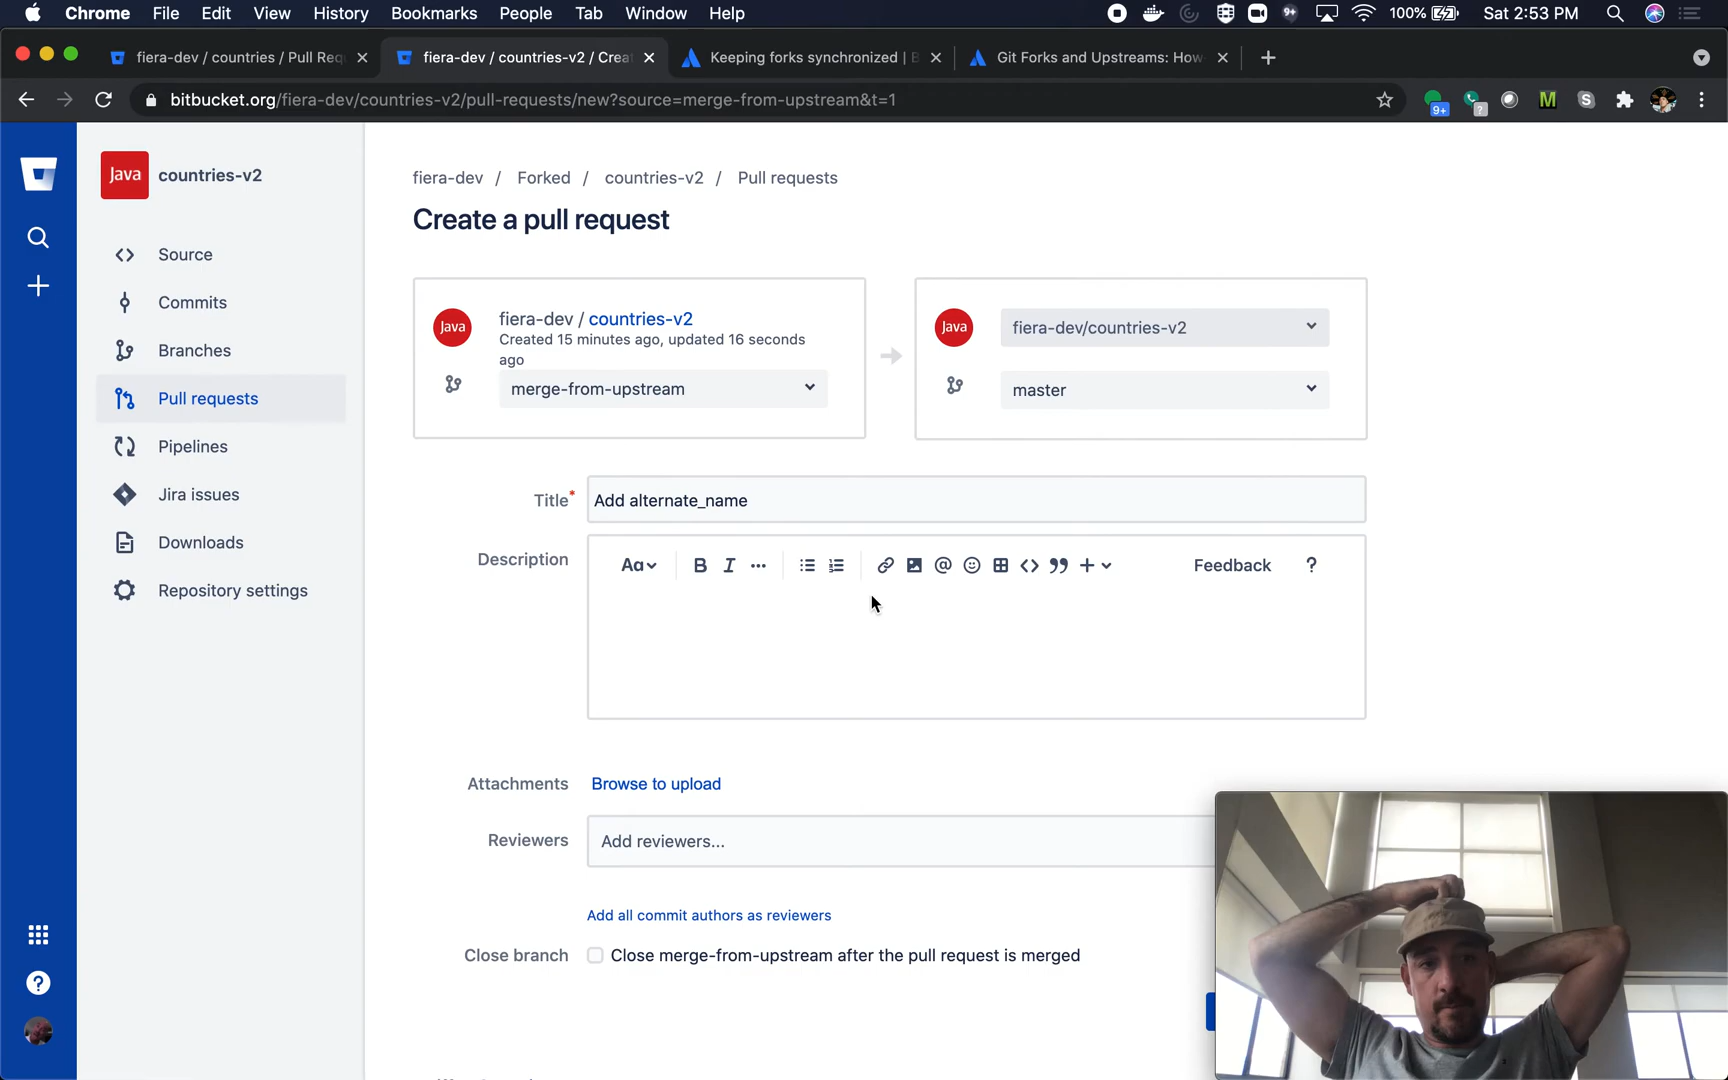 Chrome File Edit View History Bookmarks People Tab Window Help 9+ 100% Sat 2:53 PM
fiera-dev / countries / Pull Req fiera-dev / countries-v2 / Crea Keeping forks synchronized | B Git Forks and Upstreams: How-
bitbucket.org/fiera-dev/countries-v2/pull-requests/new?source=merge-from-upstream&t=1 9+ ? M
Java countries-v2
Source
Commits
Branches
Pull requests
Pipelines
Jira issues
Downloads
Repository settings
fiera-dev / Forked / countries-v2 / Pull requests
Create a pull request
Java fiera-dev / countries-v2
Created 15 minutes ago, updated 16 seconds
ago
merge-from-upstream
Java fiera-dev/countries-v2
master
Title* Add alternate_name
Description Aa B I ... Feedback ?
Attachments Browse to upload
Reviewers Add reviewers...
Add all commit authors as reviewers
Close branch Close merge-from-upstream after the pull request is merged